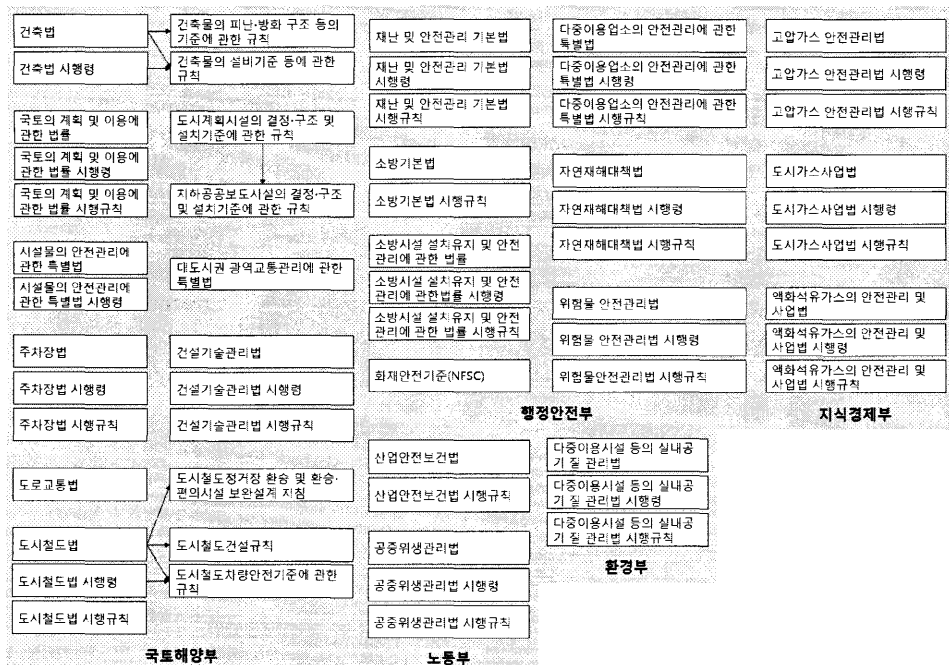 건축법
건축법 시행령
국토의 계획 및 이용에
관한 법률
국토의 계획 및 이용에
관한 법률 시행령
국토의 계획 및 이용에
관한 법률 시행규칙
시설물의 안전관리에
관한 특별법
시설물의 안전관리에
관한 특별법 시행령
주차장법
주차장법 시행령
주차장법 시행규칙
도로교통법
도시철도법
도시철도법 시행령
도시철도법 시행규칙
건축물의 피난·방화 구조 등의
기준에 관한 규칙
건축물의 설비기준 등에 관한
규칙
도시계획시설의 결정·구조 및
설치기준에 관한 규칙
지하공공보도시설의 결정·구조
및 설치기준에 관한 규칙
대도시권 광역교통관리에 관한
특별법
건설기술관리법
건설기술관리법 시행령
건설기술관리법 시행규칙
도시철도정거장 환승 및 환승·
편의시설 보완설계 지침
도시철도건설규칙
도시철도차량안전기준에 관한
규칙
국토해양부
재난 및 안전관리 기본법
재난 및 안전관리 기본법
시행령
재난 및 안전관리 기본법
시행규칙
소방기본법
소방기본법 시행규칙
소방시설 설치유지 및 안전
관리에 관한 법률
소방시설 설치유지 및 안전
관리에 관한법률 시행령
소방시설 설치유지 및 안전
관리에 관한 법률 시행규칙
화재안전기준(NFSC)
다중이용업소의 안전관리에 관한
특별법
다중이용업소의 안전관리에 관한
특별법 시행령
다중이용업소의 안전관리에 관한
특별법 시행규칙
자연재해대책법
자연재해대책법 시행령
자연재해대책법 시행규칙
위험물 안전관리법
위험물 안전관리법 시행령
위험물안전관리법 시행규칙
행정안전부
고압가스 안전관리법
고압가스 안전관리법 시행령
고압가스 안전관리법 시행규칙
도시가스사업법
도시가스사업법 시행령
도시가스사업법 시행규칙
액화석유가스의 안전관리 및
사업법
액화석유가스의 안전관리 및
사업법 시행령
액화석유가스의 안전관리 및
사업법 시행규칙
지식경제부
산업안전보건법
산업안전보건법 시행규칙
공중위생관리법
공중위생관리법 시행령
공중위생관리법 시행규칙
노동부
다중이용시설 등의 실내공
기 질 관리법
다중이용시설 등의 실내공
기 질 관리법 시행령
다중이용시설 등의 실내공
기 질 관리법 시행규칙
환경부